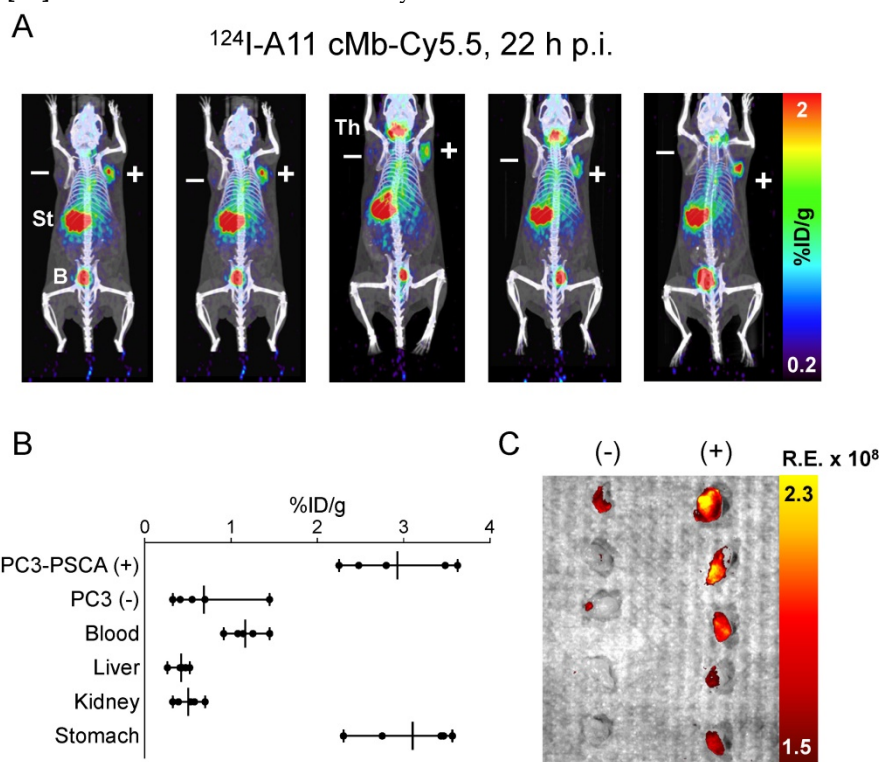 A
¹²⁴I-A11 cMb-Cy5.5, 22 h p.i.
2
Th
– +
– +
– +
– +
– +
St
B
%ID/g
0.2
B
%ID/g
0 1 2 3 4
PC3-PSCA (+)
PC3 (-)
Blood
Liver
Kidney
Stomach
C
(-) (+)
R.E. x 10⁸
2.3
1.5